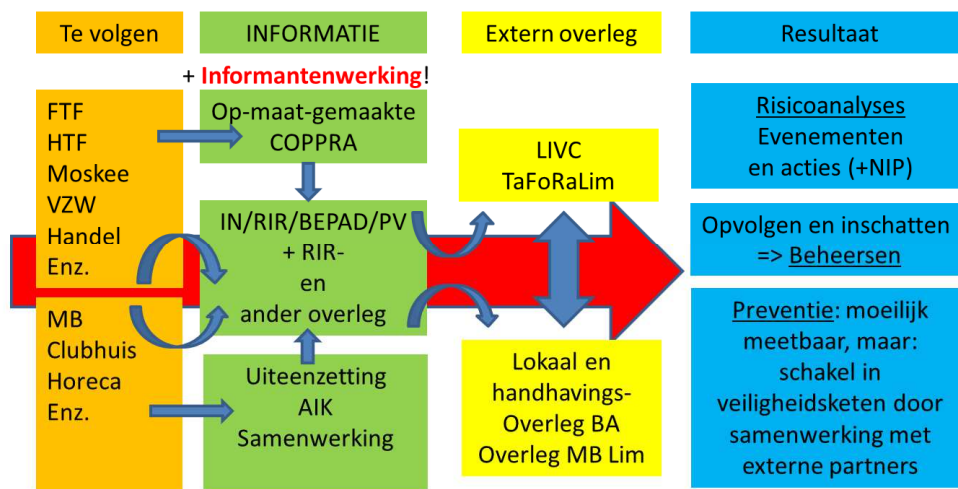 Te volgen
INFORMATIE
Extern overleg
Resultaat
+ Informantenwerking!
FTF
HTF
Moskee
VZW
Handel
Enz.
MB
Clubhuis
Horeca
Enz.
Op-maat-gemaakte
COPPRA
IN/RIR/BEPAD/PV
+ RIR-
en
ander overleg
Uiteenzetting
AIK
Samenwerking
LIVC
TaFoRaLim
Lokaal en
handhavings-
Overleg BA
Overleg MB Lim
Risicoanalyses
Evenementen
en acties (+NIP)
Opvolgen en inschatten
=> Beheersen
Preventie: moeilijk
meetbaar, maar:
schakel in
veiligheidsketen door
samenwerking met
externe partners